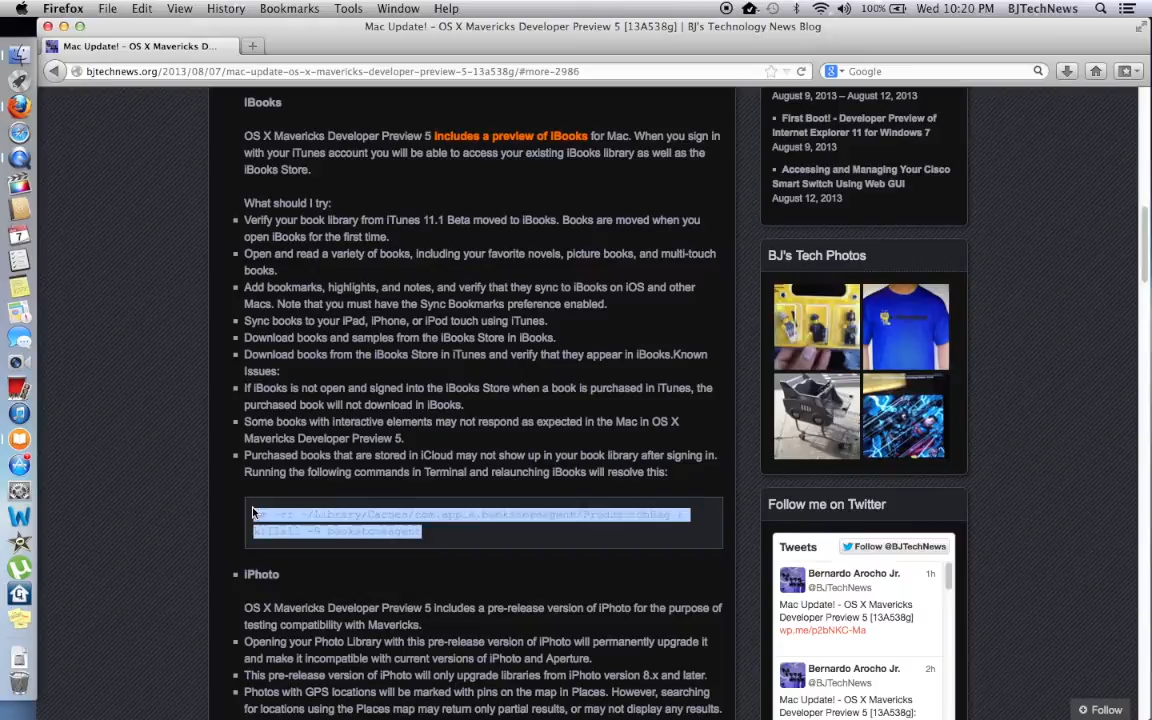 Firefox File Edit View History Bookmarks Tools Window Help 100% Wed 10:20 PM BJTechNews
Mac Update! - OS X Mavericks Developer Preview 5 [13A538g] | BJ's Technology News Blog
Mac Update! - OS X Mavericks D...
bjtechnews.org/2013/08/07/mac-update-os-x-mavericks-developer-preview-5-13a538g/#more-2986
Google
iBooks
OS X Mavericks Developer Preview 5 includes a preview of iBooks for Mac. When you sign in
with your iTunes account you will be able to access your existing iBooks library as well as the
iBooks Store.
What should I try:
Verify your book library from iTunes 11.1 Beta moved to iBooks. Books are moved when you
open iBooks for the first time.
Open and read a variety of books, including your favorite novels, picture books, and multi-touch
books.
Add bookmarks, highlights, and notes, and verify that they sync to iBooks on iOS and other
Macs. Note that you must have the Sync Bookmarks preference enabled.
Sync books to your iPad, iPhone, or iPod touch using iTunes.
Download books and samples from the iBooks Store in iBooks.
Download books from the iBooks Store in iTunes and verify that they appear in iBooks.Known
Issues:
If iBooks is not open and signed into the iBooks Store when a book is purchased in iTunes, the
purchased book will not download in iBooks.
Some books with interactive elements may not respond as expected in the Mac in OS X
Mavericks Developer Preview 5.
Purchased books that are stored in iCloud may not show up in your book library after signing in.
Running the following commands in Terminal and relaunching iBooks will resolve this:
killall -9 bookstoreagent
iPhoto
OS X Mavericks Developer Preview 5 includes a pre-release version of iPhoto for the purpose of
testing compatibility with Mavericks.
Opening your Photo Library with this pre-release version of iPhoto will permanently upgrade it
and make it incompatible with current versions of iPhoto and Aperture.
This pre-release version of iPhoto will only upgrade libraries from iPhoto version 8.x and later.
Photos with GPS locations will be marked with pins on the map in Places. However, searching
for locations using the Places map may return only partial results, or may not display any results.
August 9, 2013 – August 12, 2013
First Boot! - Developer Preview of
Internet Explorer 11 for Windows 7
August 9, 2013
Accessing and Managing Your Cisco
Smart Switch Using Web GUI
August 12, 2013
BJ's Tech Photos
Follow me on Twitter
Tweets Follow @BJTechNews
Bernardo Arocho Jr. 1h
@BJTechNews
Mac Update! - OS X Mavericks
Developer Preview 5 [13A538g]
wp.me/p2bNKC-Ma
Bernardo Arocho Jr. 2h
@BJTechNews
Mac Update! - OS X Mavericks
Developer Preview 5 [13A538g]:
Follow